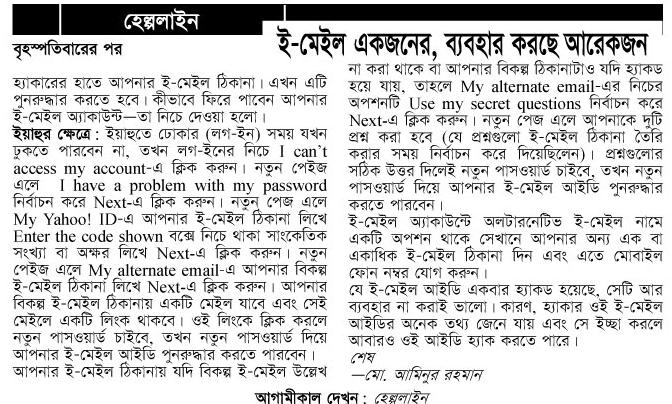 হেল্পলাইন
বৃহস্পতিবারের পর
ই-মেইল একজনের, ব্যবহার করছে আরেকজন
হ্যাকারের হাতে আপনার ই-মেইল ঠিকানা। এখন এটি
পুনরুদ্ধার করতে হবে। কীভাবে ফিরে পাবেন আপনার
ই-মেইল অ্যাকাউন্ট—তা নিচে দেওয়া হলো।
ইয়াহুর ক্ষেত্রে : ইয়াহুতে ঢোকার (লগ-ইন) সময় যখন
ঢুকতে পারবেন না, তখন লগ-ইনের নিচে I can't
access my account-এ ক্লিক করুন। নতুন পেইজ
এলে I have a problem with my password
নির্বাচন করে Next-এ ক্লিক করুন। নতুন পেজ এলে
My Yahoo! ID-এ আপনার ই-মেইল ঠিকানা লিখে
Enter the code shown বক্সে নিচে থাকা সাংকেতিক
সংখ্যা বা অক্ষর লিখে Next-এ ক্লিক করুন। নতুন
পেইজ এলে My alternate email-এ আপনার বিকল্প
ই-মেইল ঠিকানা লিখে Next-এ ক্লিক করুন। আপনার
বিকল্প ই-মেইল ঠিকানায় একটি মেইল যাবে এবং সেই
মেইলে একটি লিংক থাকবে। ওই লিংকে ক্লিক করলে
নতুন পাসওয়ার্ড চাইবে, তখন নতুন পাসওয়ার্ড দিয়ে
আপনার ই-মেইল আইডি পুনরুদ্ধার করতে পারবেন।
আপনার ই-মেইল ঠিকানায় যদি বিকল্প ই-মেইল উল্লেখ
না করা থাকে বা আপনার বিকল্প ঠিকানাটাও যদি হ্যাকড
হয়ে যায়, তাহলে My alternate email-এর নিচের
অপশনটি Use my secret questions নির্বাচন করে
Next-এ ক্লিক করুন। নতুন পেজ এলে আপনাকে দুটি
প্রশ্ন করা হবে (যে প্রশ্নগুলো ই-মেইল ঠিকানা তৈরি
করার সময় নির্বাচন করে দিয়েছিলেন)। প্রশ্নগুলোর
সঠিক উত্তর দিলেই নতুন পাসওয়ার্ড চাইবে, তখন নতুন
পাসওয়ার্ড দিয়ে আপনার ই-মেইল আইডি পুনরুদ্ধার
করতে পারবেন।
ই-মেইল অ্যাকাউন্টে অলটারনেটিভ ই-মেইল নামে
একটি অপশন থাকে সেখানে আপনার অন্য এক বা
একাধিক ই-মেইল ঠিকানা দিন এবং এতে মোবাইল
ফোন নম্বর যোগ করুন।
যে ই-মেইল আইডি একবার হ্যাকড হয়েছে, সেটি আর
ব্যবহার না করাই ভালো। কারণ, হ্যাকার ওই ই-মেইল
আইডির অনেক তথ্য জেনে যায় এবং সে ইচ্ছা করলে
আবারও ওই আইডি হ্যাক করতে পারে।
শেষ
—মো. আমিনুর রহমান
আগামীকাল দেখুন : হেল্পলাইন